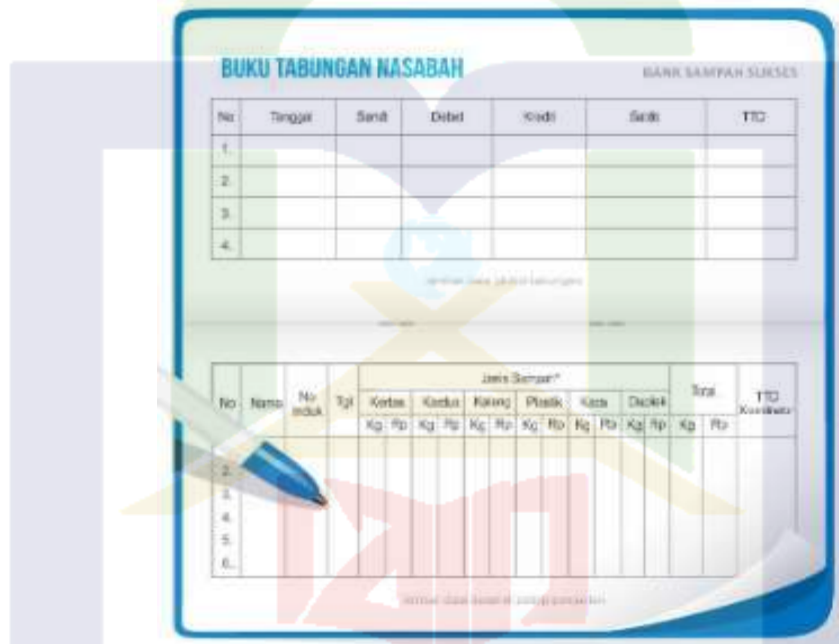 BUKU TABUNGAN NASABAH
BANK SAMPAH SUKSES
No Tanggal Sandi Debet Kredit Saldo TTD
1.
2.
3.
4.
Jenis Sampah*
No Nama No Induk Tgl Kertas Kardus Kaleng Plastik Kaca Duplek Total TTD
Kg Rp Kg Rp Kg Rp Kg Rp Kg Rp Kg Rp Kg Rp
2.
3.
4.
5.
6.